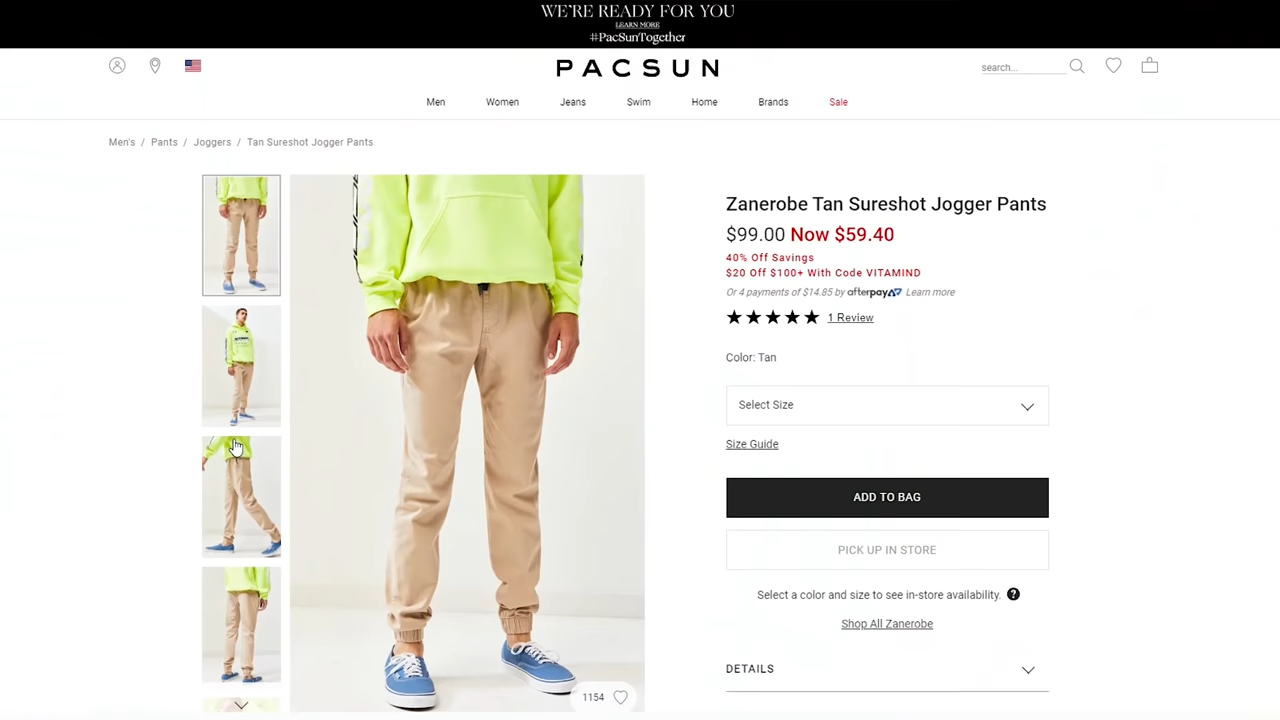 WE'RE READY FOR YOU
LEARN MORE
#PacSunTogether
PACSUN
search...
Men Women Jeans Swim Home Brands Sale
Men's / Pants / Joggers / Tan Sureshot Jogger Pants
Zanerobe Tan Sureshot Jogger Pants
$99.00 Now $59.40
40% Off Savings
$20 Off $100+ With Code VITAMIND
Or 4 payments of $14.85 by afterpay Learn more
1 Review
Color: Tan
Select Size
Size Guide
ADD TO BAG
PICK UP IN STORE
Select a color and size to see in-store availability. ?
Shop All Zanerobe
DETAILS
1154